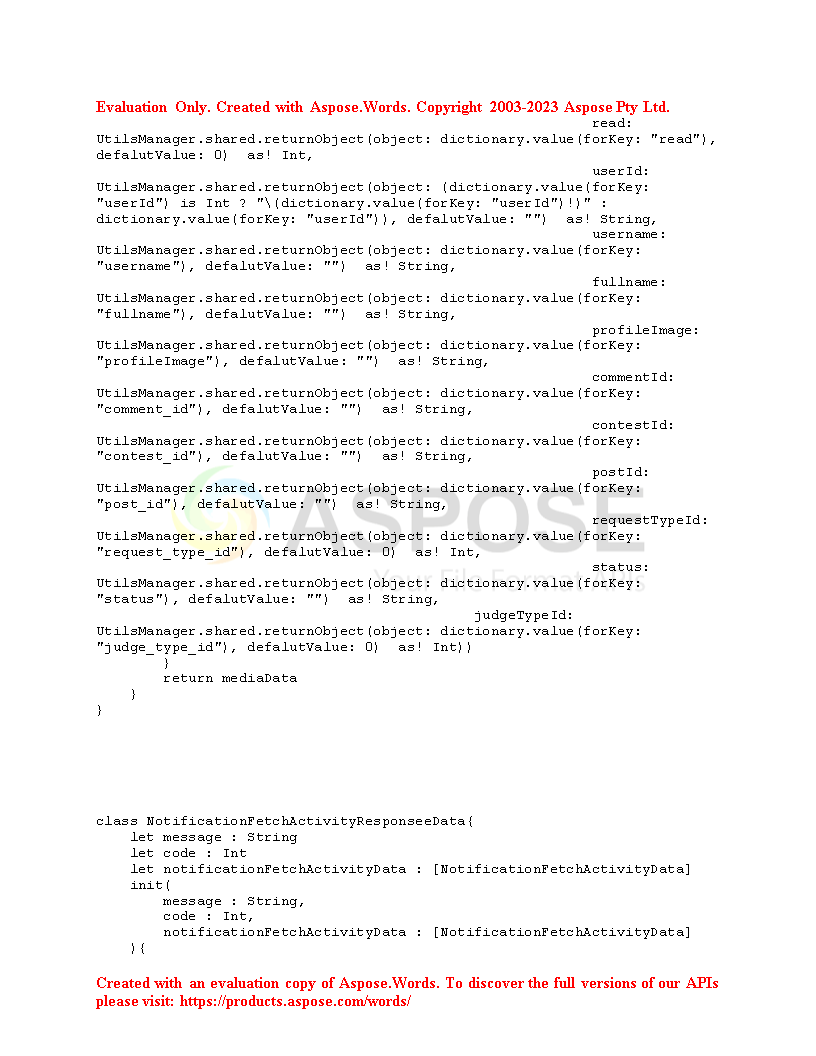 Evaluation Only. Created with Aspose.Words. Copyright 2003-2023 Aspose Pty Ltd.
read:
UtilsManager.shared.returnObject(object: dictionary.value(forKey: "read"),
defalutValue: 0)  as! Int,
userId:
UtilsManager.shared.returnObject(object: (dictionary.value(forKey:
"userId") is Int ? "\(dictionary.value(forKey: "userId")!)" :
dictionary.value(forKey: "userId")), defalutValue: "")  as! String,
username:
UtilsManager.shared.returnObject(object: dictionary.value(forKey:
"username"), defalutValue: "")  as! String,
fullname:
UtilsManager.shared.returnObject(object: dictionary.value(forKey:
"fullname"), defalutValue: "")  as! String,
profileImage:
UtilsManager.shared.returnObject(object: dictionary.value(forKey:
"profileImage"), defalutValue: "")  as! String,
commentId:
UtilsManager.shared.returnObject(object: dictionary.value(forKey:
"comment_id"), defalutValue: "")  as! String,
contestId:
UtilsManager.shared.returnObject(object: dictionary.value(forKey:
"contest_id"), defalutValue: "")  as! String,
postId:
UtilsManager.shared.returnObject(object: dictionary.value(forKey:
"post_id"), defalutValue: "")  as! String,
requestTypeId:
UtilsManager.shared.returnObject(object: dictionary.value(forKey:
"request_type_id"), defalutValue: 0)  as! Int,
status:
UtilsManager.shared.returnObject(object: dictionary.value(forKey:
"status"), defalutValue: "")  as! String,
judgeTypeId:
UtilsManager.shared.returnObject(object: dictionary.value(forKey:
"judge_type_id"), defalutValue: 0)  as! Int))
}
return mediaData
}
}
ASPOSE
Your File Format APIs
class NotificationFetchActivityResponseeData{
let message : String
let code : Int
let notificationFetchActivityData : [NotificationFetchActivityData]
init(
message : String,
code : Int,
notificationFetchActivityData : [NotificationFetchActivityData]
){
Created with an evaluation copy of Aspose.Words. To discover the full versions of our APIs
please visit: https://products.aspose.com/words/